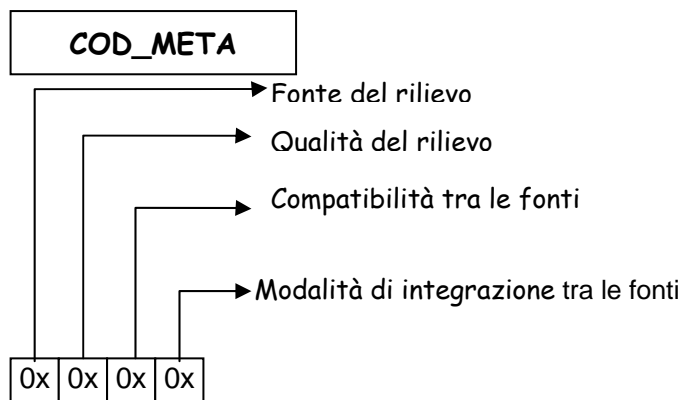 COD_META
Fonte del rilievo
Qualità del rilievo
Compatibilità tra le fonti
Modalità di integrazione tra le fonti
0x 0x 0x 0x